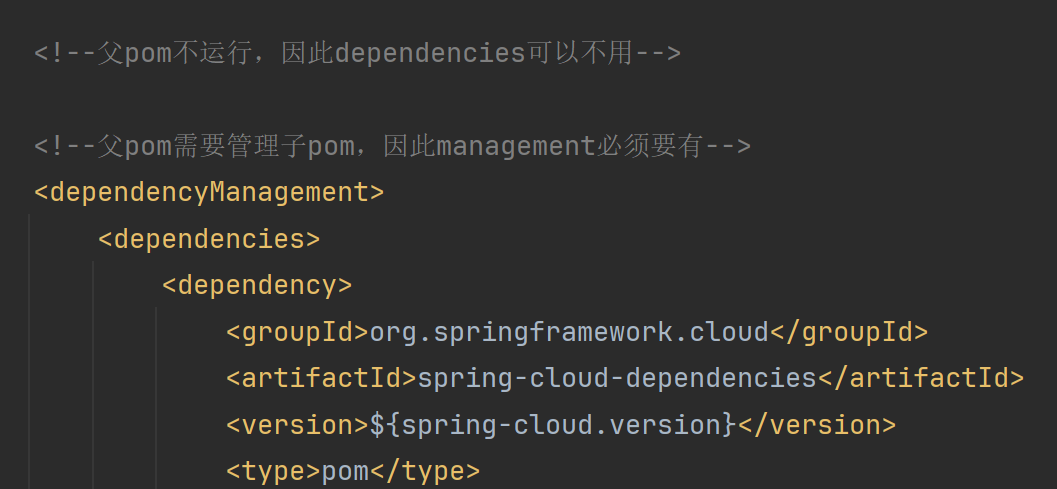 <!--父pom不运行，因此dependencies可以不用-->
<!--父pom需要管理子pom，因此management必须要有-->
<dependencyManagement>
<dependencies>
<dependency>
<groupId>org.springframework.cloud</groupId>
<artifactId>spring-cloud-dependencies</artifactId>
<version>${spring-cloud.version}</version>
<type>pom</type>